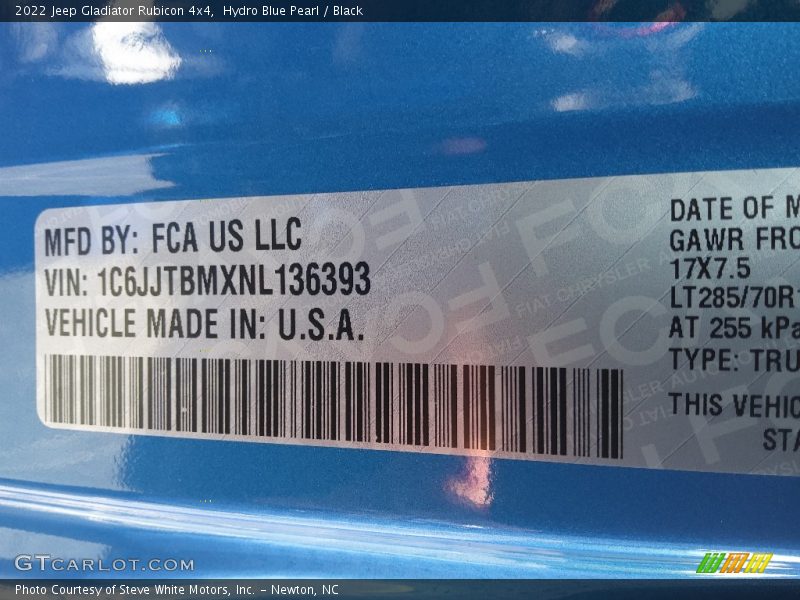 2022 Jeep Gladiator Rubicon 4x4,  Hydro Blue Pearl / Black
MFD BY: FCA US LLC
VIN: 1C6JJTBMXNL136393
VEHICLE MADE IN: U.S.A.
DATE OF M
GAWR FRO
17X7.5
LT285/70R1
AT 255 kPa
TYPE: TRU
THIS VEHIC
STA
GTCARLOT.COM
Photo Courtesy of Steve White Motors, Inc. – Newton, NC